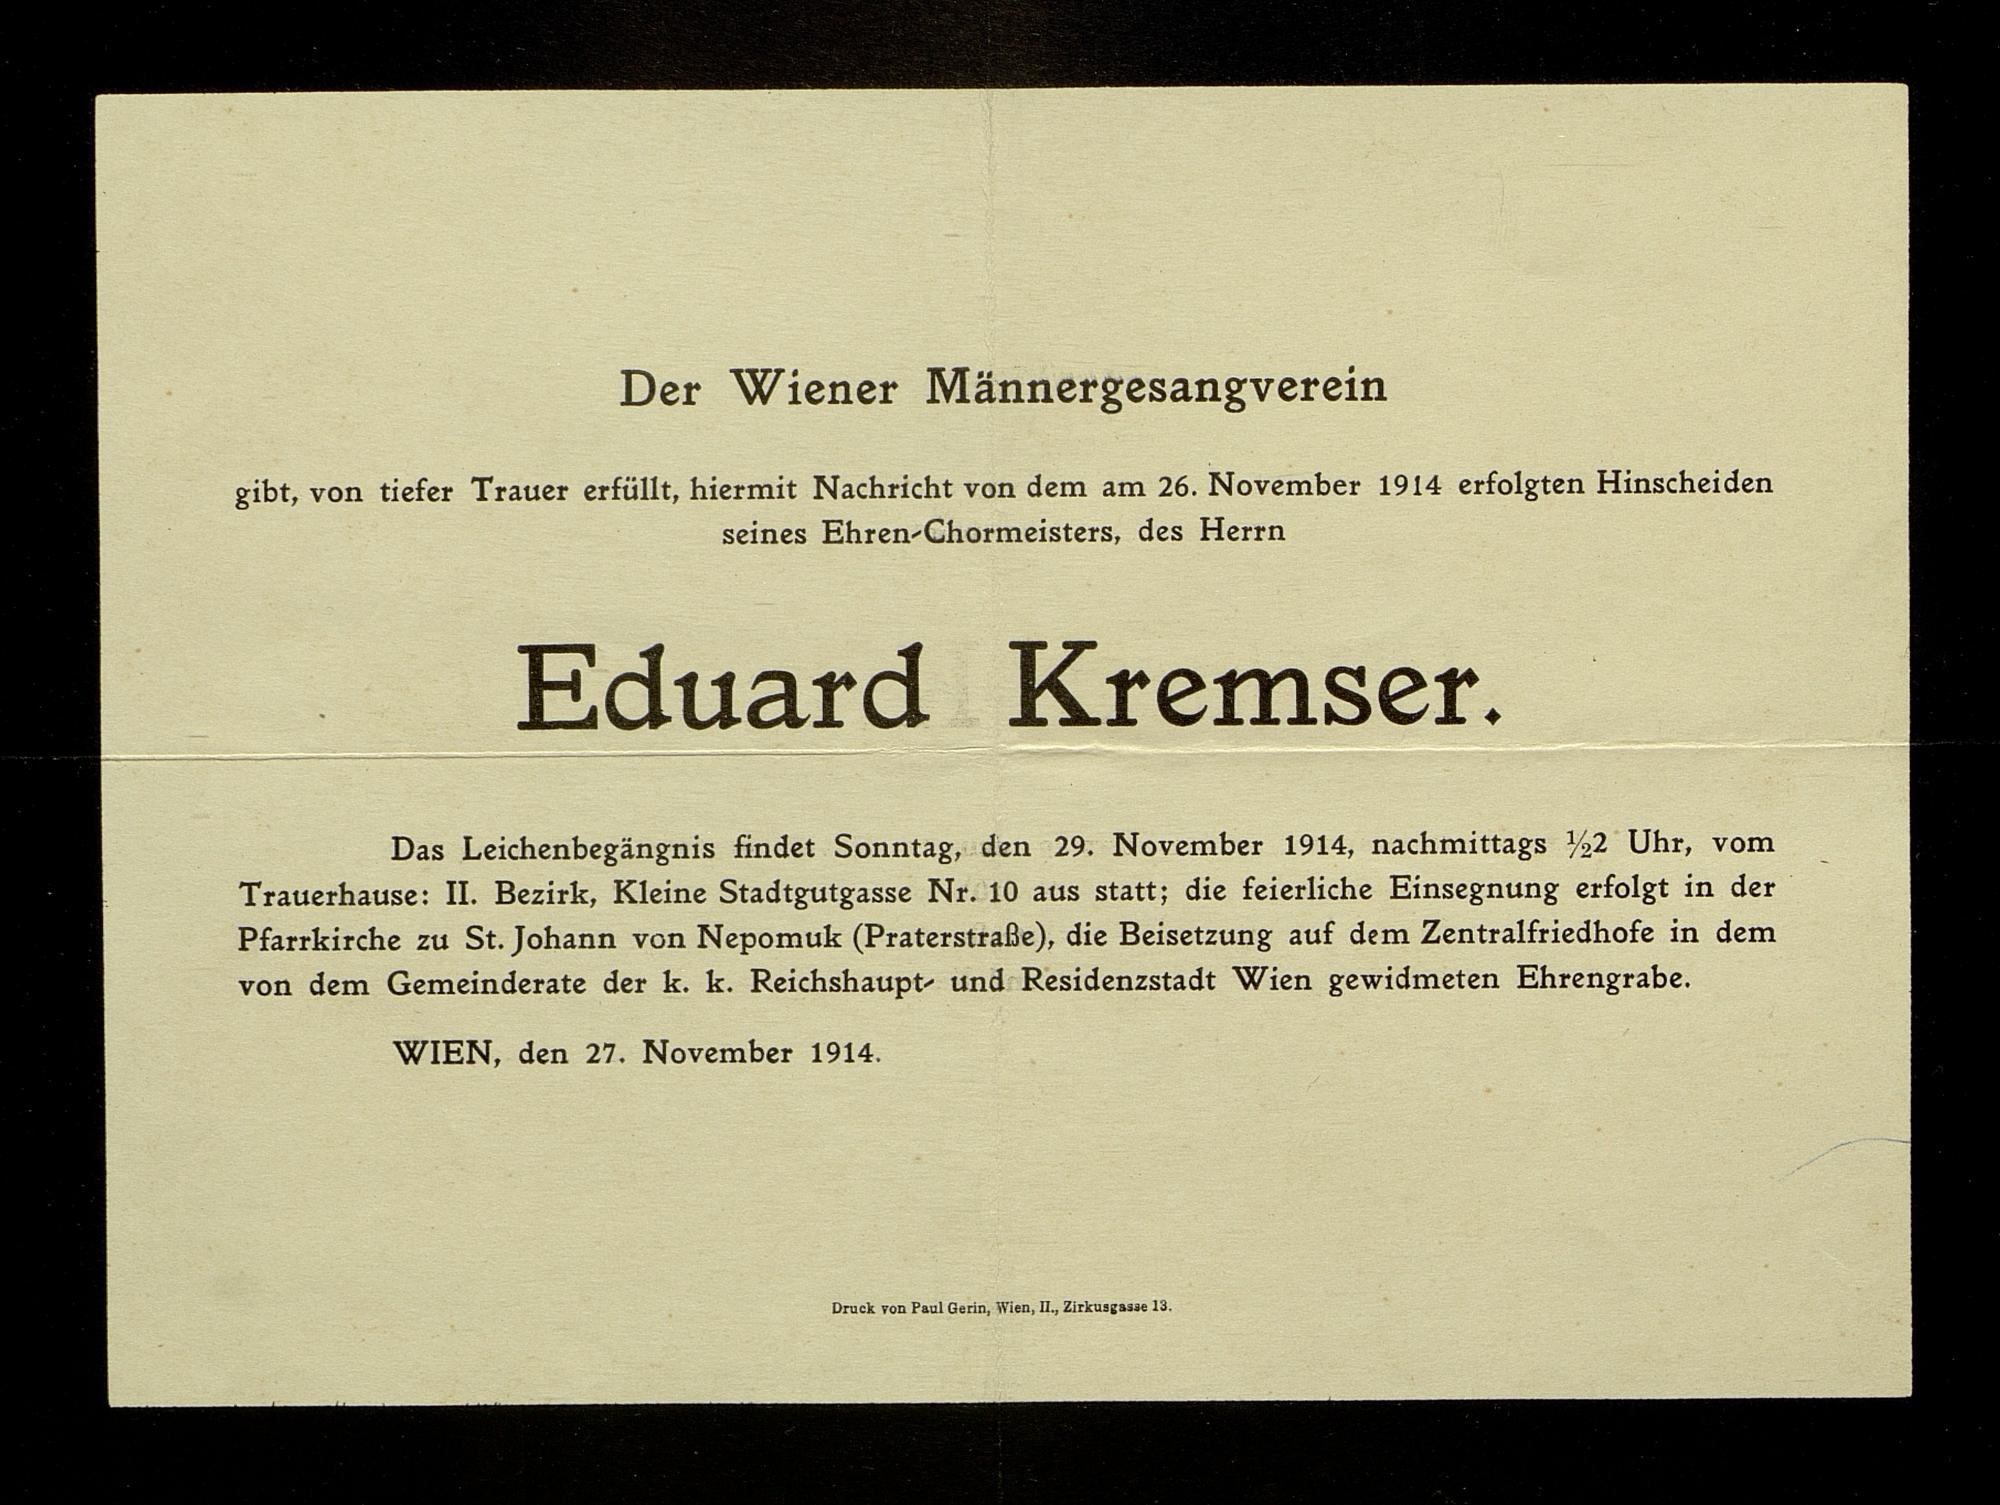 Der Wiener Männergesangverein
gibt, von tiefer Trauer erfüllt, hiermit Nachricht von dem am 26. November 1914 erfolgten Hinscheiden
seines Ehren-Chormeisters, des Herrn
Eduard Kremser.
Das Leichenbegängnis findet Sonntag, den 29. November 1914, nachmittags ½2 Uhr, vom
Trauerhause: II. Bezirk, Kleine Stadtgutgasse Nr. 10 aus statt; die feierliche Einsegnung erfolgt in der
Pfarrkirche zu St. Johann von Nepomuk (Praterstraße), die Beisetzung auf dem Zentralfriedhofe in dem
von dem Gemeinderate der k. k. Reichshaupt- und Residenzstadt Wien gewidmeten Ehrengrabe.
WIEN, den 27. November 1914.
Druck von Paul Gerin, Wien, II., Zirkusgasse 13.